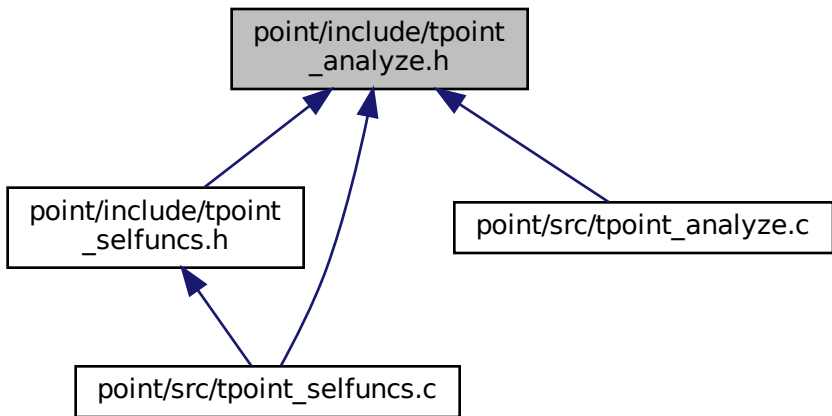 point/include/tpoint
_analyze.h
point/include/tpoint
_selfuncs.h
point/src/tpoint_analyze.c
point/src/tpoint_selfuncs.c